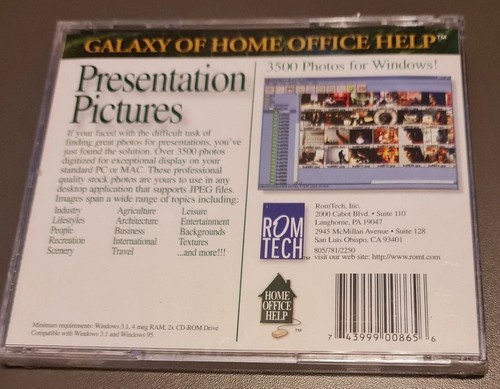 GALAXY OF HOME OFFICE HELP™
Presentation
Pictures
If your faced with the difficult task of
finding great photos for presentations, you've
just found the solution. Over 3500 photos
digitized for exceptional display on your
standard PC or MAC. These professional
quality stock photos are yours to use in any
desktop application that supports JPEG files.
Images span a wide range of topics including:
Industry Agriculture Leisure
Lifestyles Architecture Entertainment
People Business Backgrounds
Recreation International Textures
Scenery Travel ...and more!!!
Minimum requirements: Windows 3.1, 4 meg RAM, 2x CD-ROM Drive
Compatible with Windows 3.1 and Windows 95.
3500 Photos for Windows!
ROM
TECH™
RomTech, Inc.
2000 Cabot Blvd. • Suite 110
Langhorne, PA 19047
2945 McMillan Avenue • Suite 128
San Luis Obispo, CA 93401
805/781/2250
visit our web site: http://www.romt.com
HOME
OFFICE
HELP
™
7 43999 00865 6